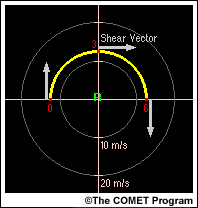 3
Shear Vector
R
0
6
10 m/s
20 m/s
©The COMET Program